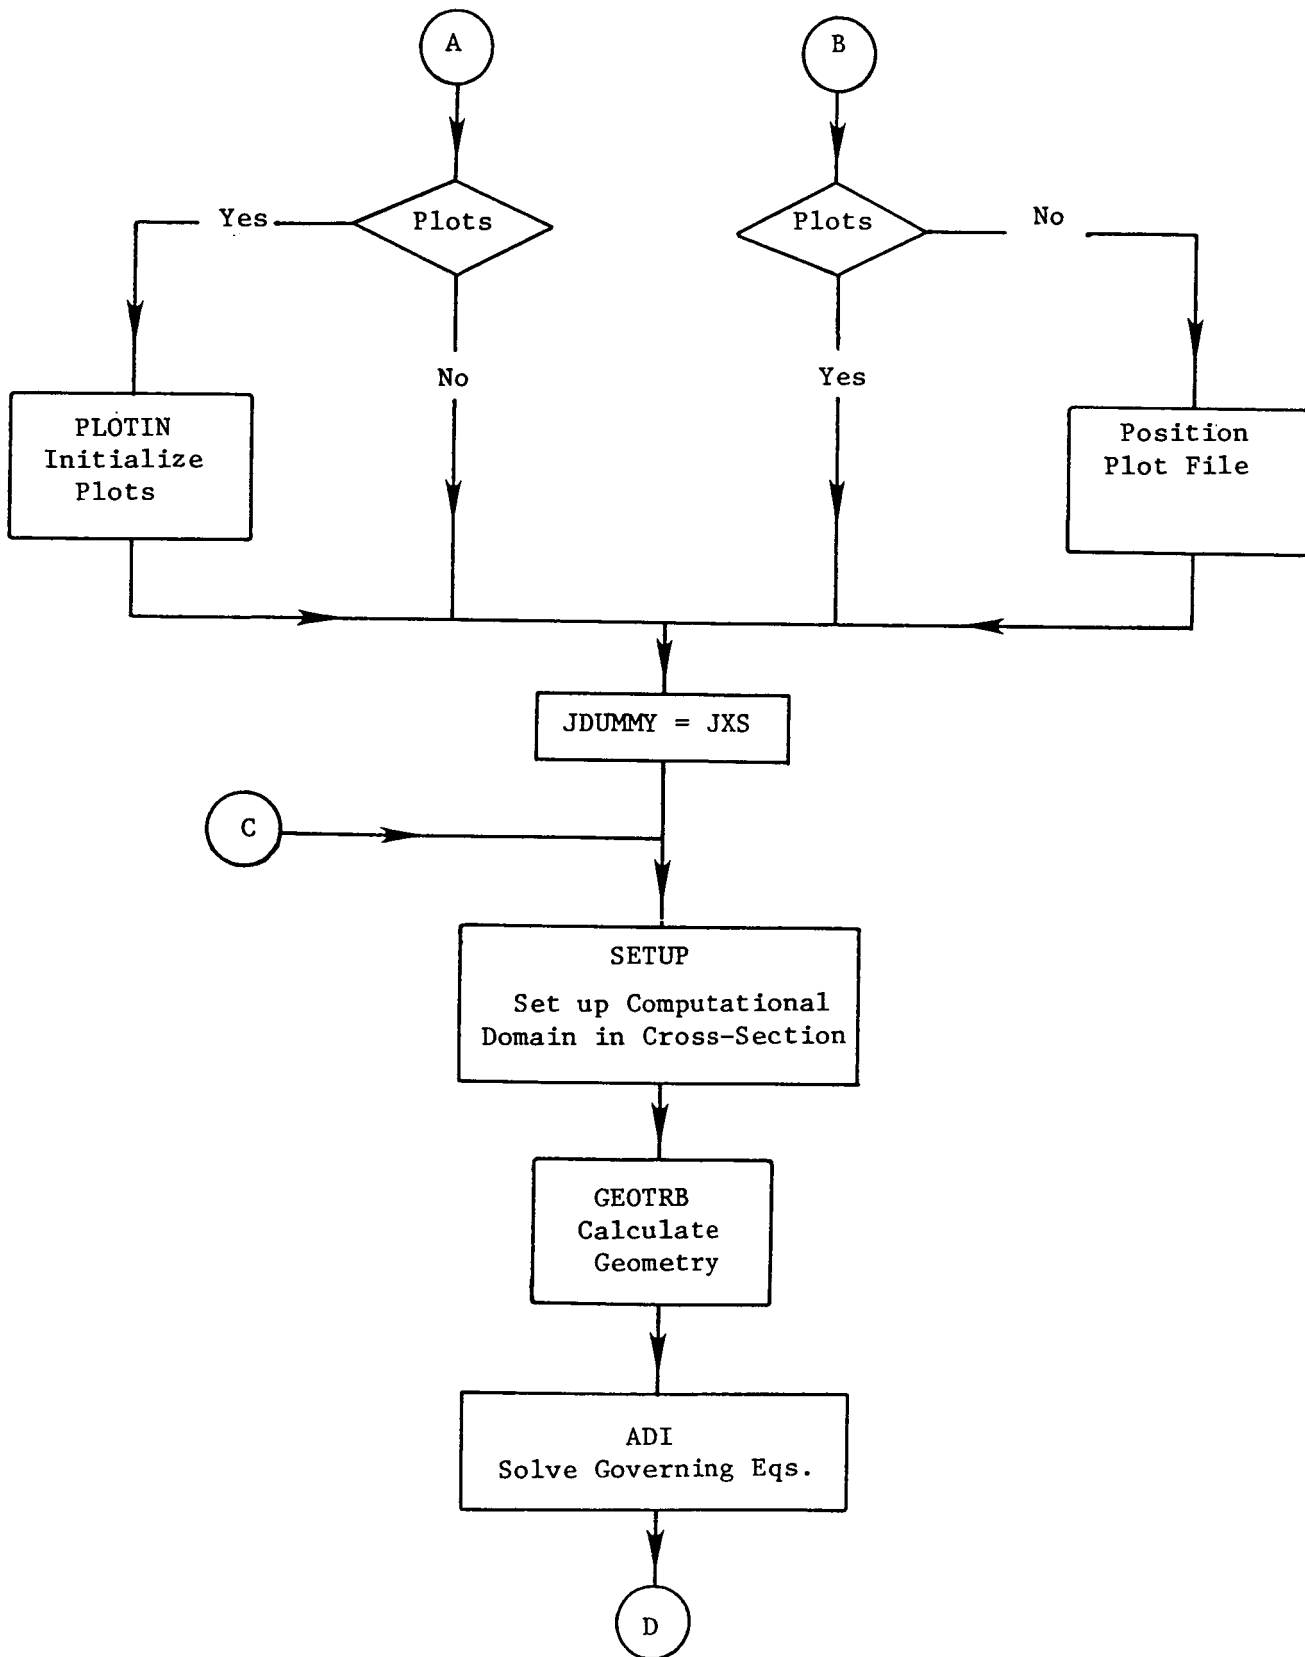 A
B
Yes
Plots
Plots
No
No
Yes
PLOTIN
Initialize
Plots
Position
Plot File
JDUMMY = JXS
C
SETUP
Set up Computational
Domain in Cross-Section
GEOTRB
Calculate
Geometry
ADI
Solve Governing Eqs.
D